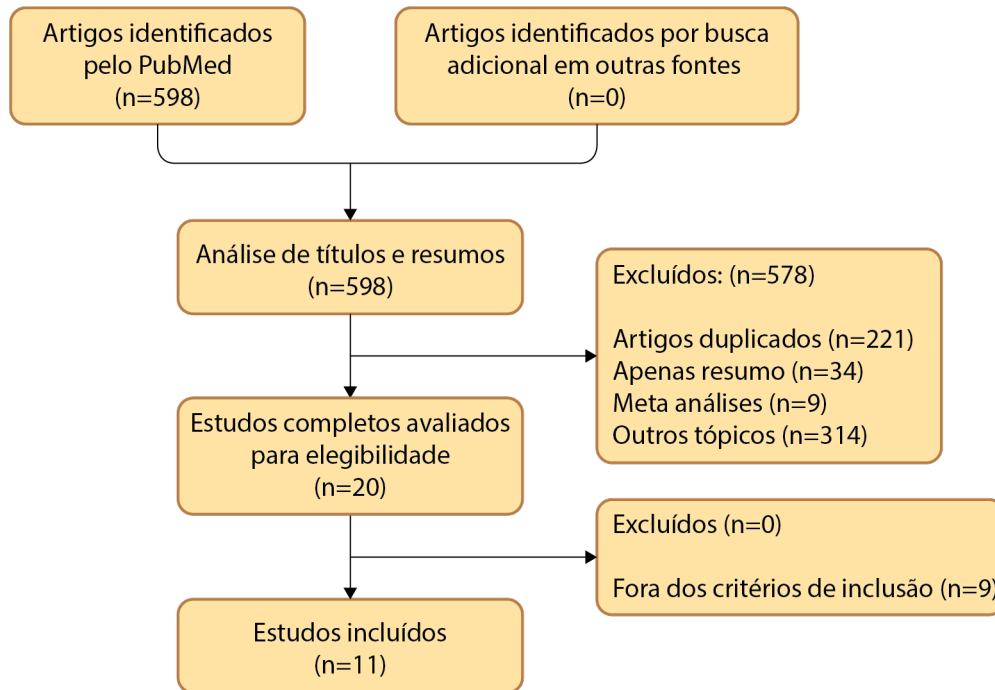 Artigos identificados
pelo PubMed
(n=598)
Artigos identificados por busca
adicional em outras fontes
(n=0)
Análise de títulos e resumos
(n=598)
Excluídos: (n=578)
Artigos duplicados (n=221)
Apenas resumo (n=34)
Meta análises (n=9)
Outros tópicos (n=314)
Estudos completos avaliados
para elegibilidade
(n=20)
Excluídos (n=0)
Fora dos critérios de inclusão (n=9)
Estudos incluídos
(n=11)